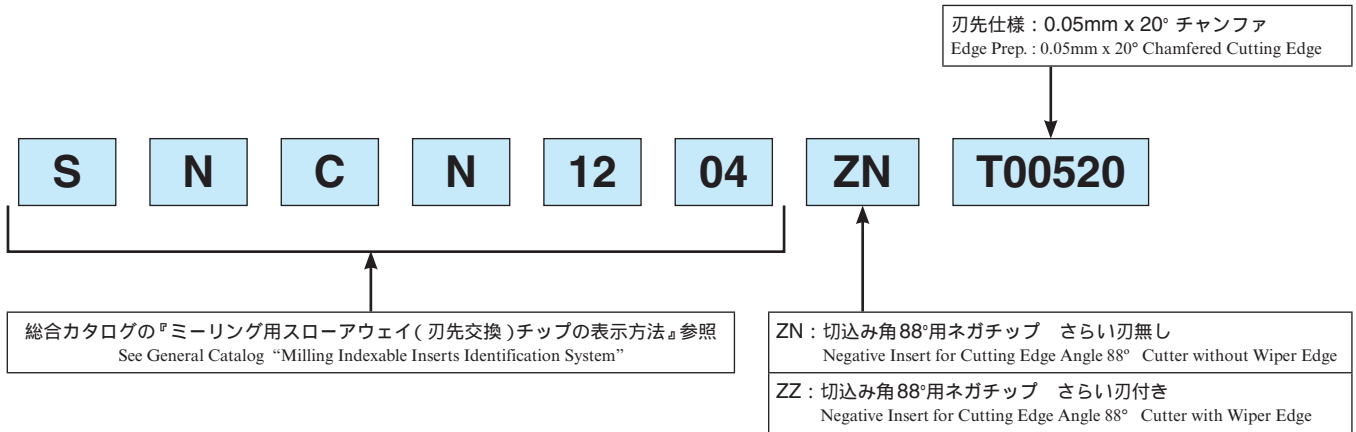 刃先仕様：0.05mm x 20° チャンファ
Edge Prep. : 0.05mm x 20° Chamfered Cutting Edge
S N C N 12 04 ZN T00520
総合カタログの『ミーリング用スローアウェイ(刃先交換)チップの表示方法』参照
See General Catalog “Milling Indexable Inserts Identification System”
ZN：切込み角88°用ネガチップ　さらい刃無し
Negative Insert for Cutting Edge Angle 88° Cutter without Wiper Edge
ZZ：切込み角88°用ネガチップ　さらい刃付き
Negative Insert for Cutting Edge Angle 88° Cutter with Wiper Edge